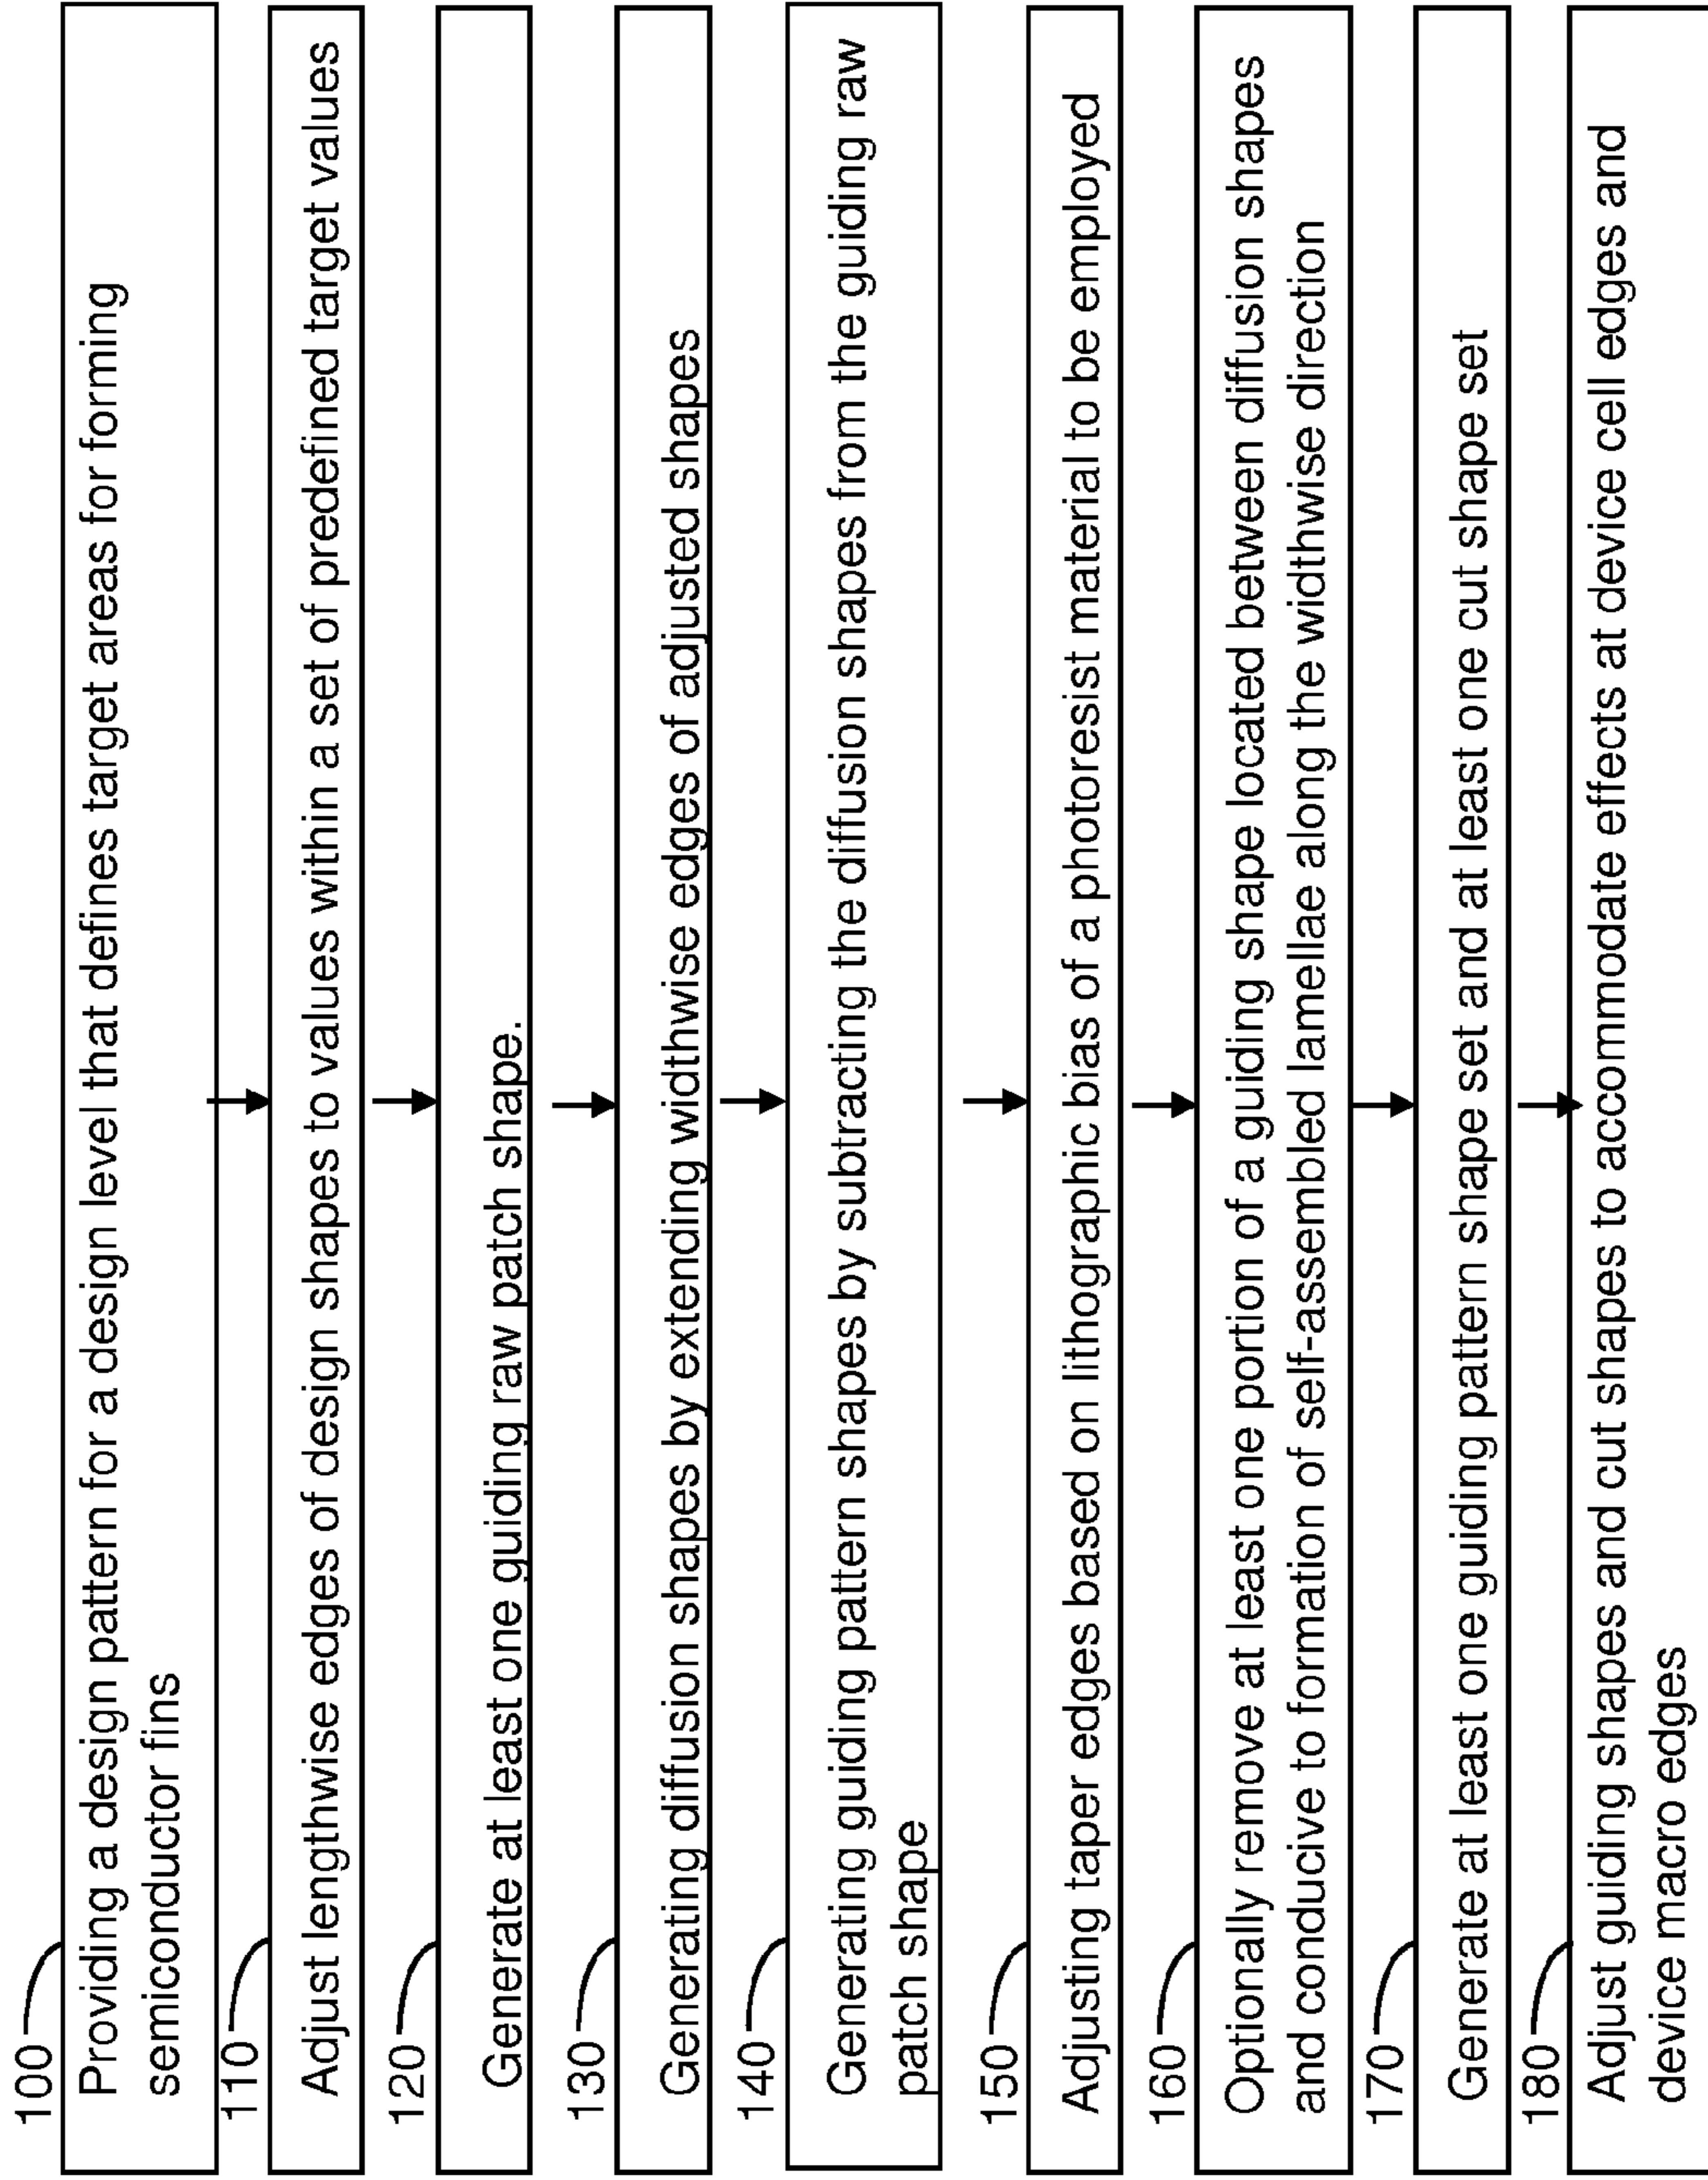 100
Providing a design pattern for a design level that defines target areas for forming
semiconductor fins
110
Adjust lengthwise edges of design shapes to values within a set of predefined target values
120
Generate at least one guiding raw patch shape.
130
Generating diffusion shapes by extending widthwise edges of adjusted shapes
140
Generating guiding pattern shapes by subtracting the diffusion shapes from the guiding raw
patch shape
150
Adjusting taper edges based on lithographic bias of a photoresist material to be employed
160
Optionally remove at least one portion of a guiding shape located between diffusion shapes
and conducive to formation of self-assembled lamellae along the widthwise direction
170
Generate at least one guiding pattern shape set and at least one cut shape set
180
Adjust guiding shapes and cut shapes to accommodate effects at device cell edges and
device macro edges